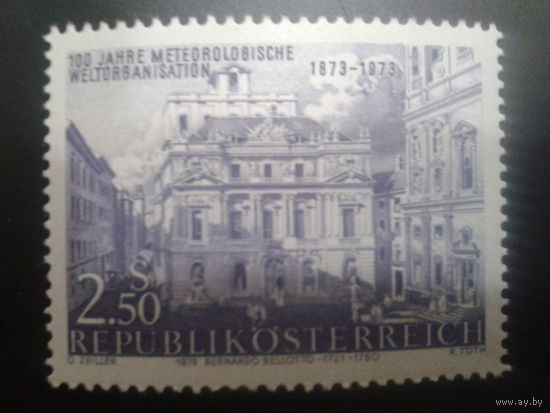 100 JAHRE METEOROLOGISCHE
WELTORGANISATION 1873-1973
S
2.50
REPUBLIK ÖSTERREICH
O. ZEILLER 1973 BERNARDO BELLOTTO-1721-1780 R. TOTH
www.ay.by